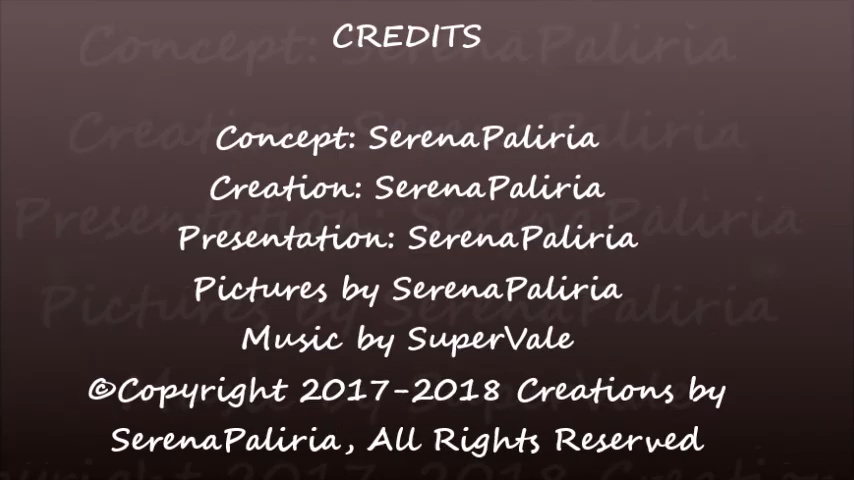 CREDITS
Concept: SerenaPaliria
Creation: SerenaPaliria
Presentation: SerenaPaliria
Pictures by SerenaPaliria
Music by SuperVale
©Copyright 2017-2018 Creations by
SerenaPaliria, All Rights Reserved